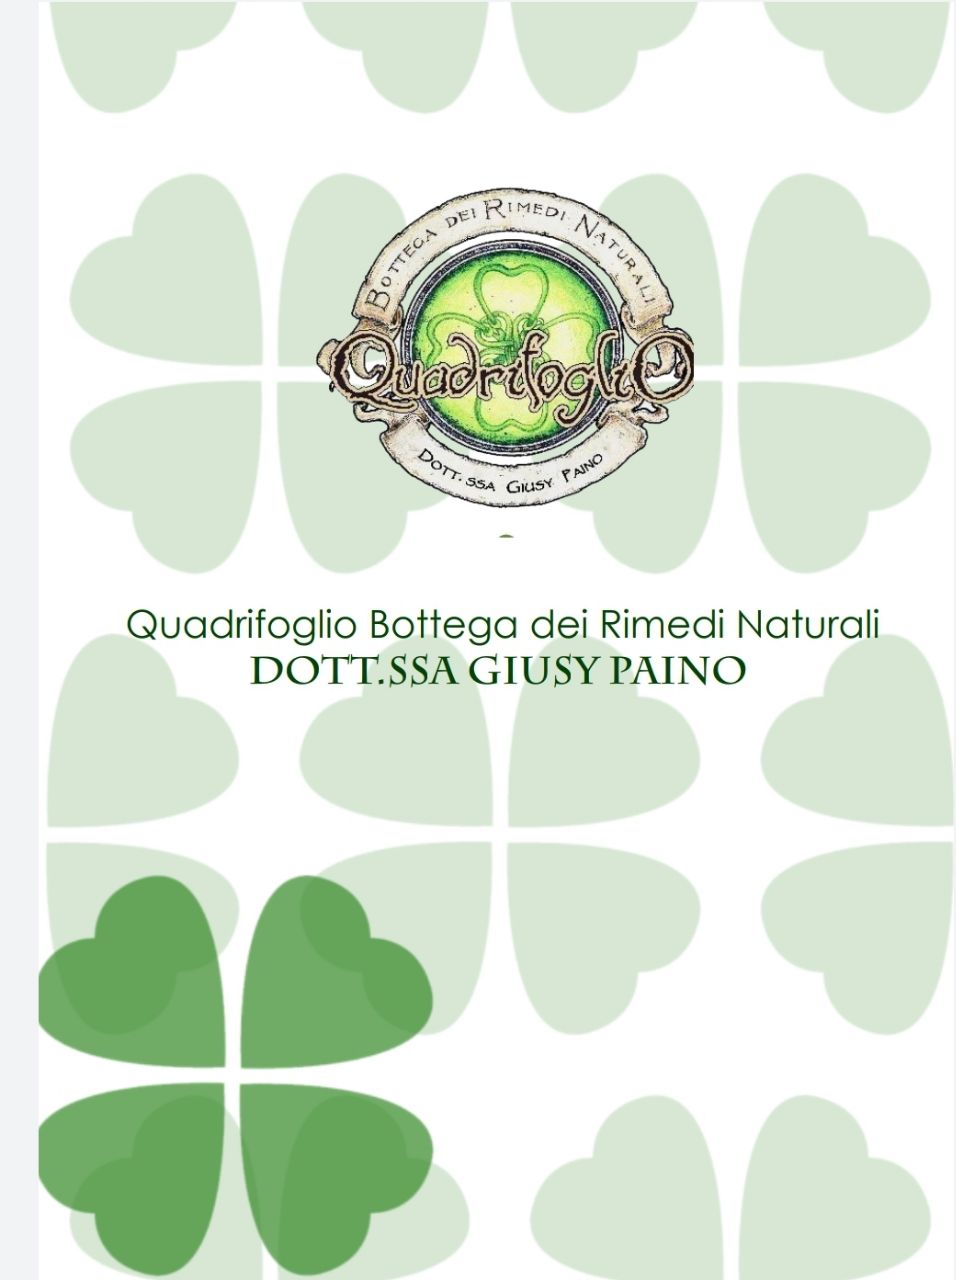 Bottega dei Rimedi Naturali
QuadrifogliO
Dott.ssa Giusy Paino
Quadrifoglio Bottega dei Rimedi Naturali
DOTT.SSA GIUSY PAINO